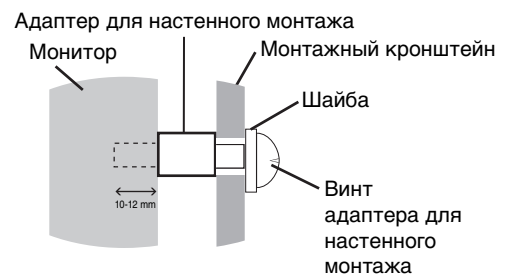 Адаптер для настенного монтажа
Монитор
Монтажный кронштейн
Шайба
10-12 mm
Винт
адаптера для
настенного
монтажа